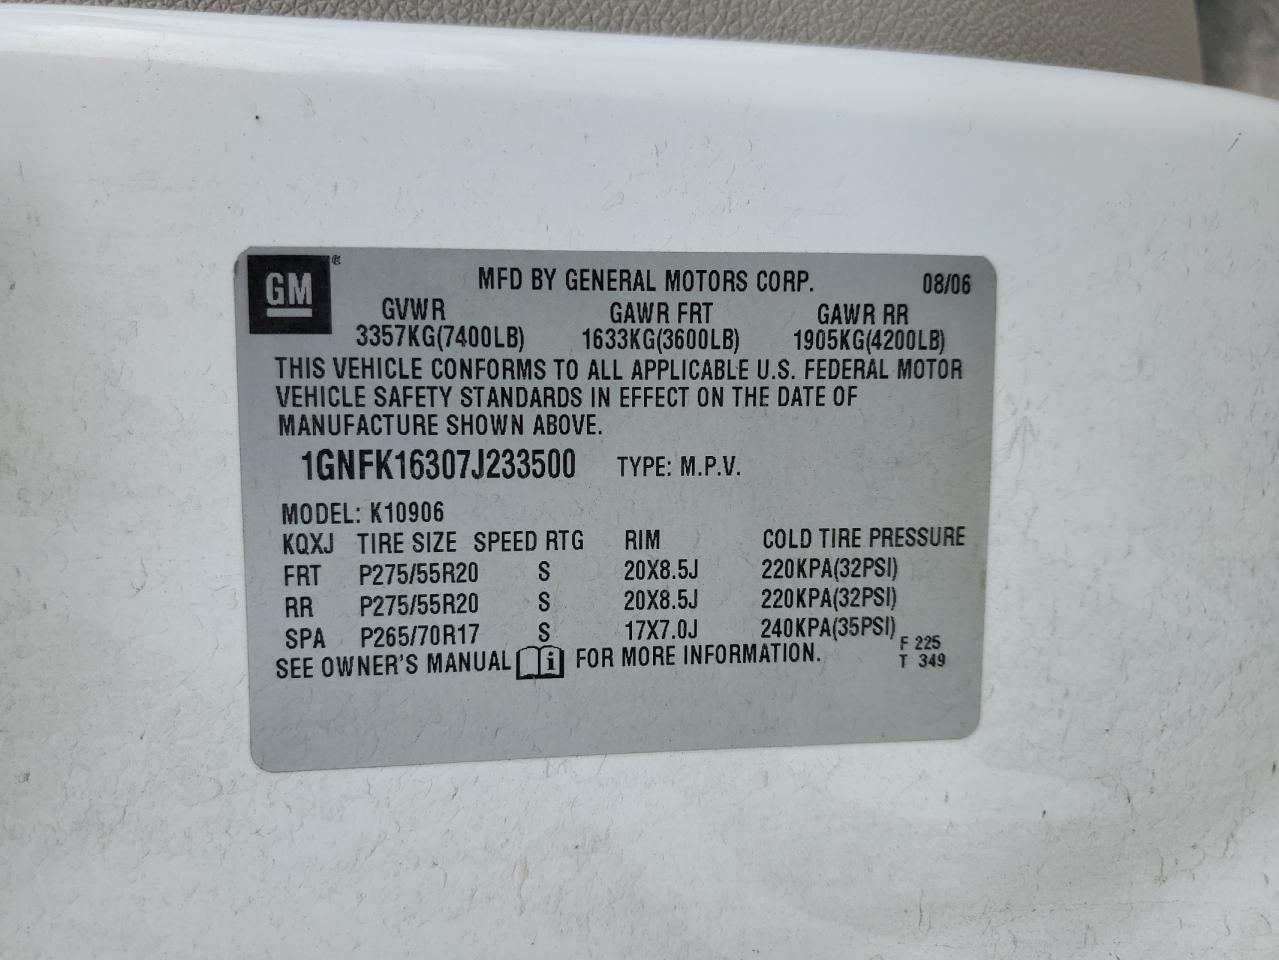 GM ®
MFD BY GENERAL MOTORS CORP. 08/06
GVWR GAWR FRT GAWR RR
3357KG(7400LB) 1633KG(3600LB) 1905KG(4200LB)
THIS VEHICLE CONFORMS TO ALL APPLICABLE U.S. FEDERAL MOTOR
VEHICLE SAFETY STANDARDS IN EFFECT ON THE DATE OF
MANUFACTURE SHOWN ABOVE.
1GNFK16307J233500 TYPE: M.P.V.
MODEL: K10906
KQXJ TIRE SIZE SPEED RTG RIM COLD TIRE PRESSURE
FRT P275/55R20 S 20X8.5J 220KPA(32PSI)
RR P275/55R20 S 20X8.5J 220KPA(32PSI)
SPA P265/70R17 S 17X7.0J 240KPA(35PSI)
SEE OWNER'S MANUAL i FOR MORE INFORMATION.
F 225
T 349